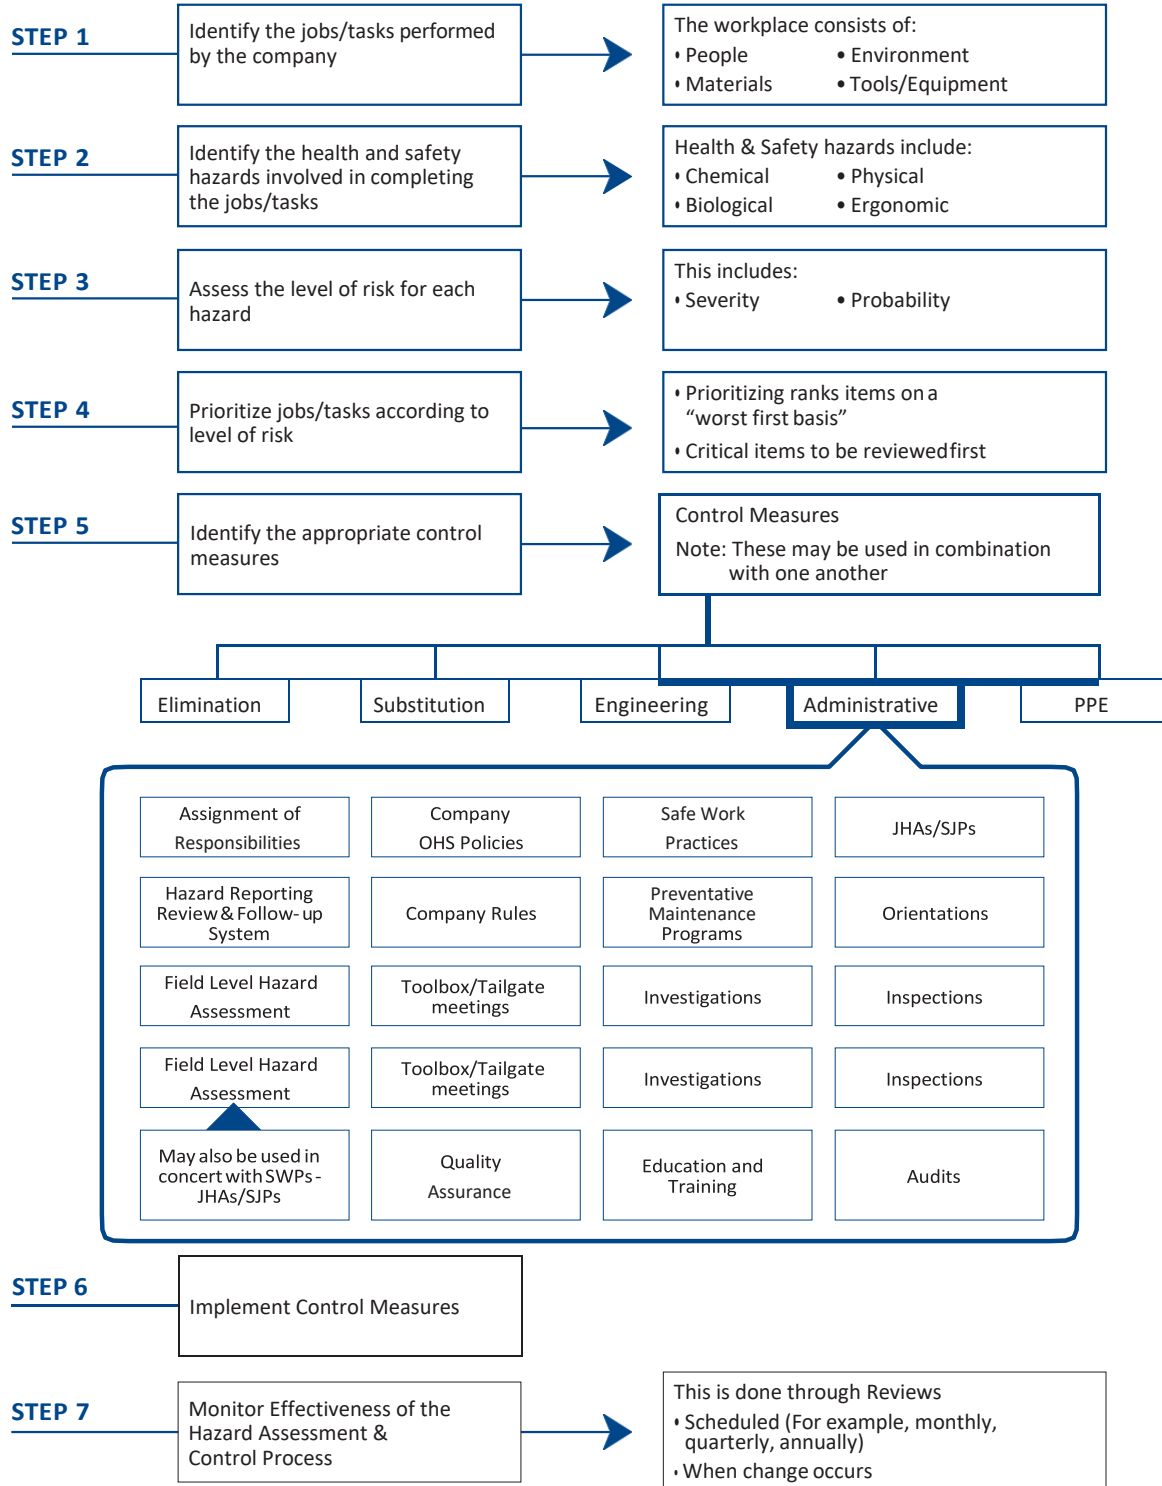 STEP 1
Identify the jobs/tasks performed
by the company
The workplace consists of:
• People • Environment
• Materials • Tools/Equipment
STEP 2
Identify the health and safety
hazards involved in completing
the jobs/tasks
Health & Safety hazards include:
• Chemical • Physical
• Biological • Ergonomic
STEP 3
Assess the level of risk for each
hazard
This includes:
• Severity • Probability
STEP 4
Prioritize jobs/tasks according to
level of risk
• Prioritizing ranks items on a
“worst first basis”
• Critical items to be reviewed first
STEP 5
Identify the appropriate control
measures
Control Measures
Note: These may be used in combination
with one another
Elimination
Substitution
Engineering
Administrative
PPE
Assignment of
Responsibilities
Company
OHS Policies
Safe Work
Practices
JHAs/SJPs
Hazard Reporting
Review & Follow-up
System
Company Rules
Preventative
Maintenance
Programs
Orientations
Field Level Hazard
Assessment
Toolbox/Tailgate
meetings
Investigations
Inspections
Field Level Hazard
Assessment
Toolbox/Tailgate
meetings
Investigations
Inspections
May also be used in
concert with SWPs -
JHAs/SJPs
Quality
Assurance
Education and
Training
Audits
STEP 6
Implement Control Measures
STEP 7
Monitor Effectiveness of the
Hazard Assessment &
Control Process
This is done through Reviews
• Scheduled (For example, monthly,
quarterly, annually)
• When change occurs